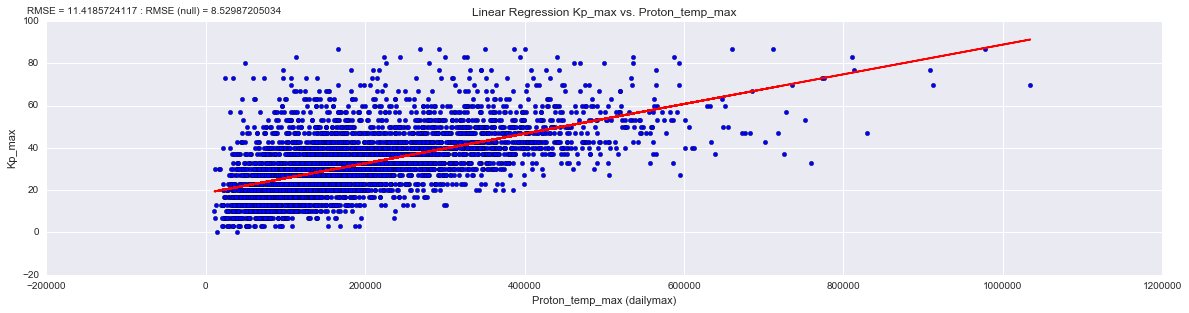 RMSE = 11.4185724117 : RMSE (null) = 8.52987205034
Linear Regression Kp_max vs. Proton_temp_max
100
80
60
40
20
0
−20
Kp_max
−200000 0 200000 400000 600000 800000 1000000 1200000
Proton_temp_max (dailymax)